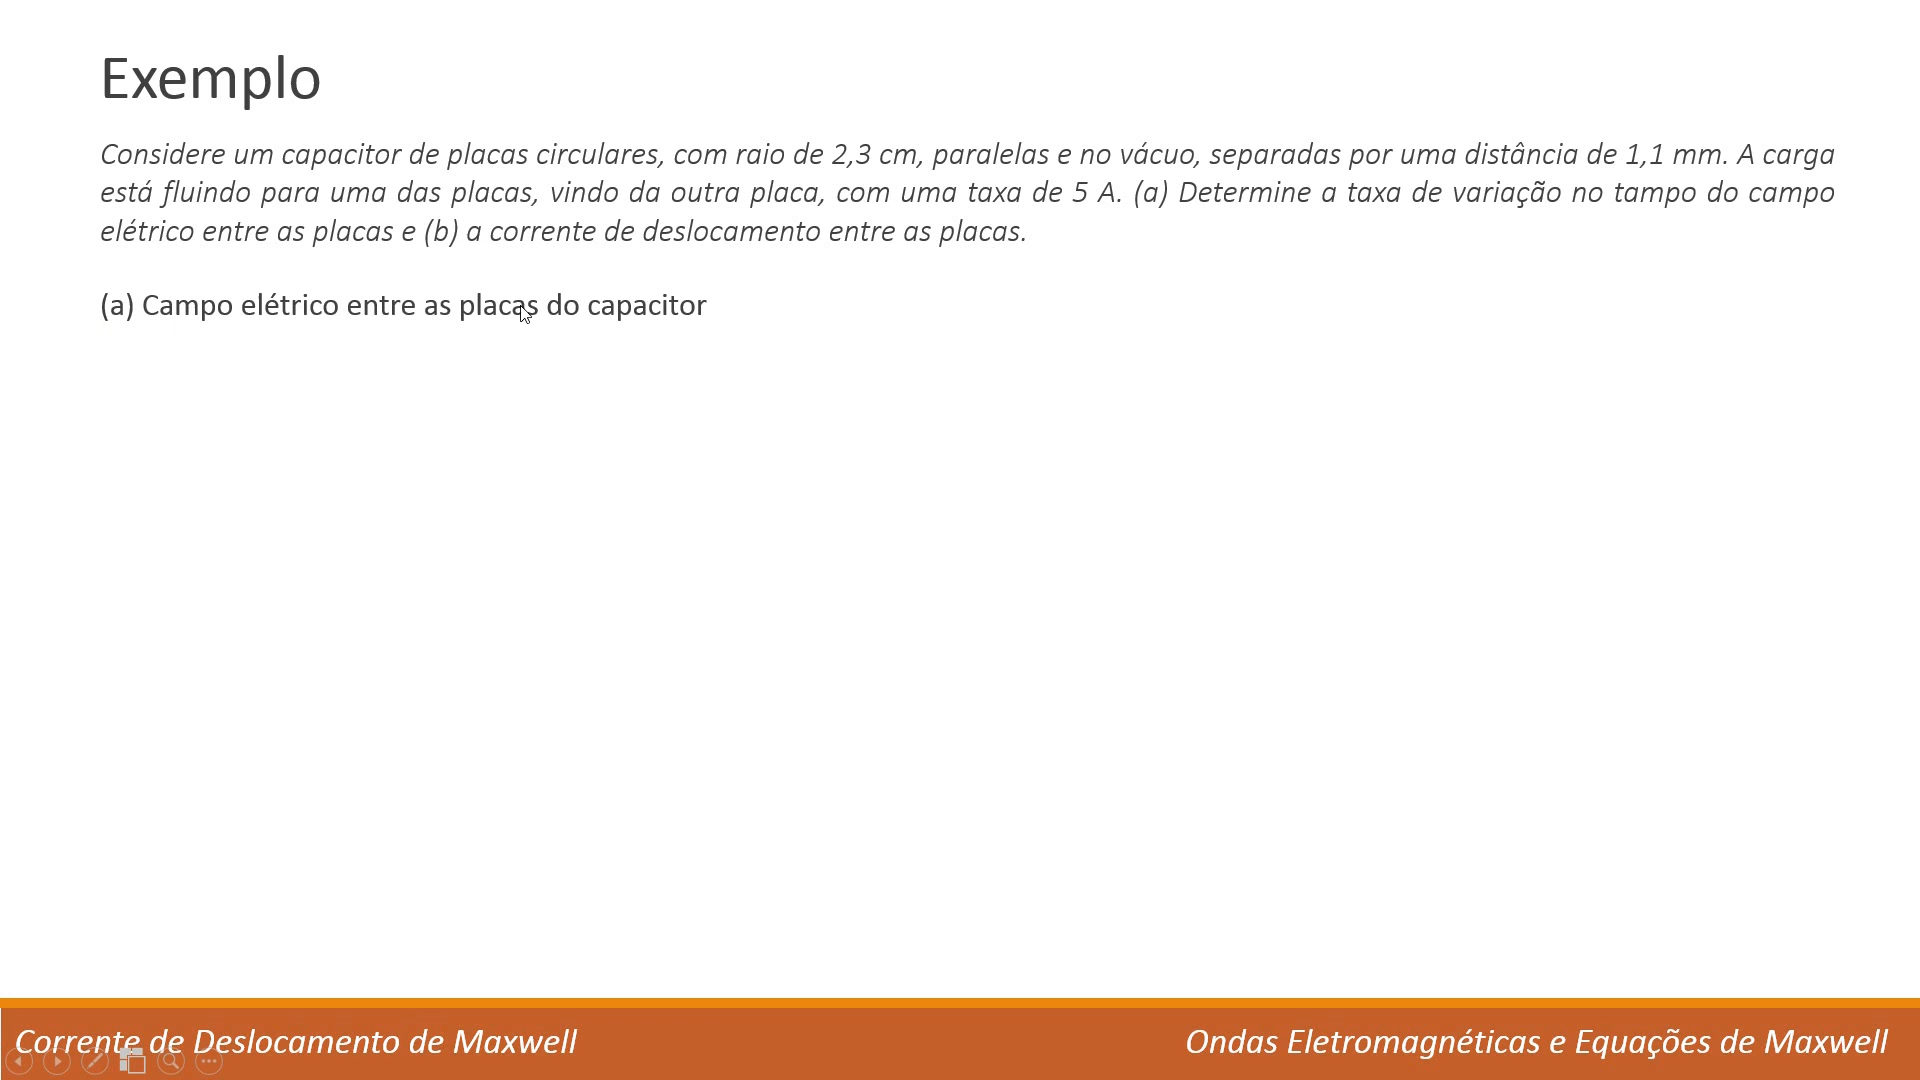 Exemplo
Considere um capacitor de placas circulares, com raio de 2,3 cm, paralelas e no vácuo, separadas por uma distância de 1,1 mm. A carga
está fluindo para uma das placas, vindo da outra placa, com uma taxa de 5 A. (a) Determine a taxa de variação no tampo do campo
elétrico entre as placas e (b) a corrente de deslocamento entre as placas.
(a) Campo elétrico entre as placas do capacitor
Corrente de Deslocamento de Maxwell
Ondas Eletromagnéticas e Equações de Maxwell